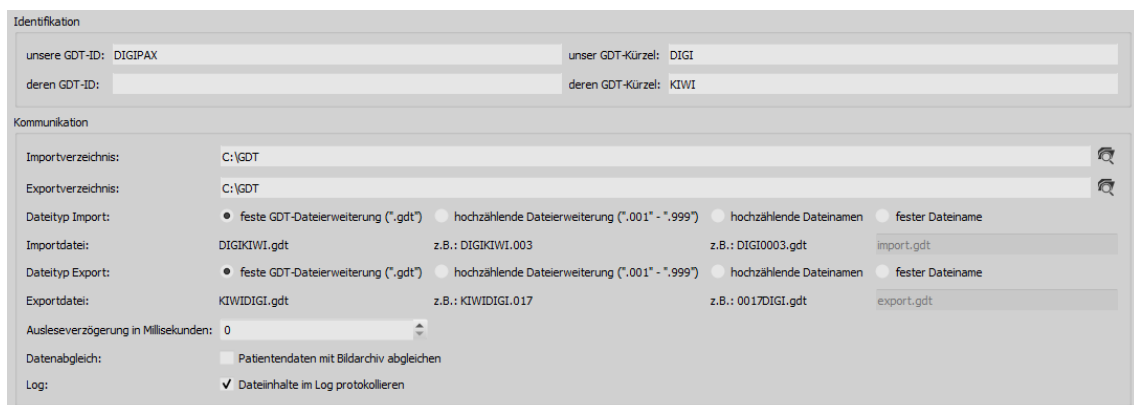 Identifikation
unsere GDT-ID: DIGIPAX unser GDT-Kürzel: DIGI
deren GDT-ID: deren GDT-Kürzel: KIWI
Kommunikation
Importverzeichnis: C:\GDT
Exportverzeichnis: C:\GDT
Dateityp Import: feste GDT-Dateierweiterung (".gdt") hochzählende Dateierweiterung (".001" - ".999") hochzählende Dateinamen fester Dateiname
Importdatei: DIGIKIWI.gdt z.B.: DIGIKIWI.003 z.B.: DIGI0003.gdt import.gdt
Dateityp Export: feste GDT-Dateierweiterung (".gdt") hochzählende Dateierweiterung (".001" - ".999") hochzählende Dateinamen fester Dateiname
Exportdatei: KIWIDIGI.gdt z.B.: KIWIDIGI.017 z.B.: 0017DIGI.gdt export.gdt
Ausleseverzögerung in Millisekunden: 0
Datenabgleich: Patientendaten mit Bildarchiv abgleichen
Log: Dateiinhalte im Log protokollieren